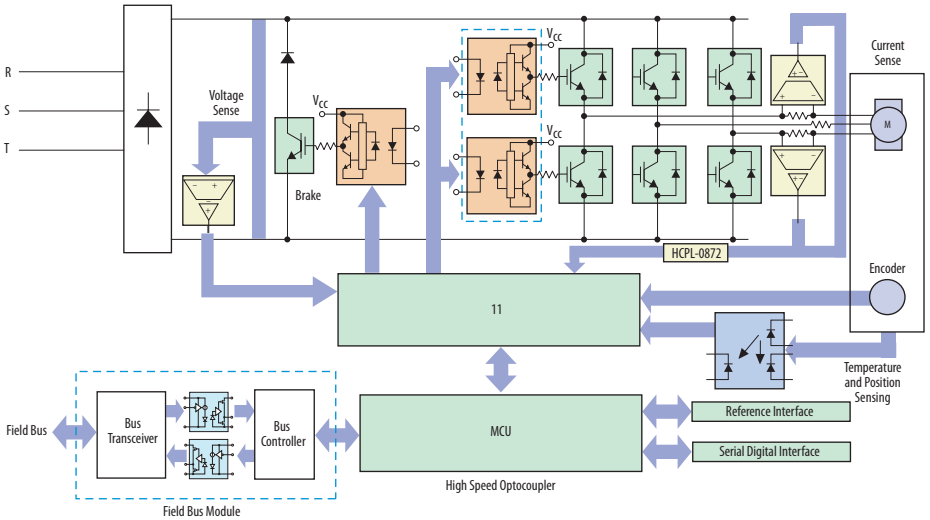 R
S
T
Voltage
Sense
VCC
Brake
VCC
VCC
Current
Sense
M
HCPL-0872
Encoder
11
Temperature
and Position
Sensing
Field Bus
Bus
Transceiver
Bus
Controller
MCU
Reference Interface
Serial Digital Interface
High Speed Optocoupler
Field Bus Module